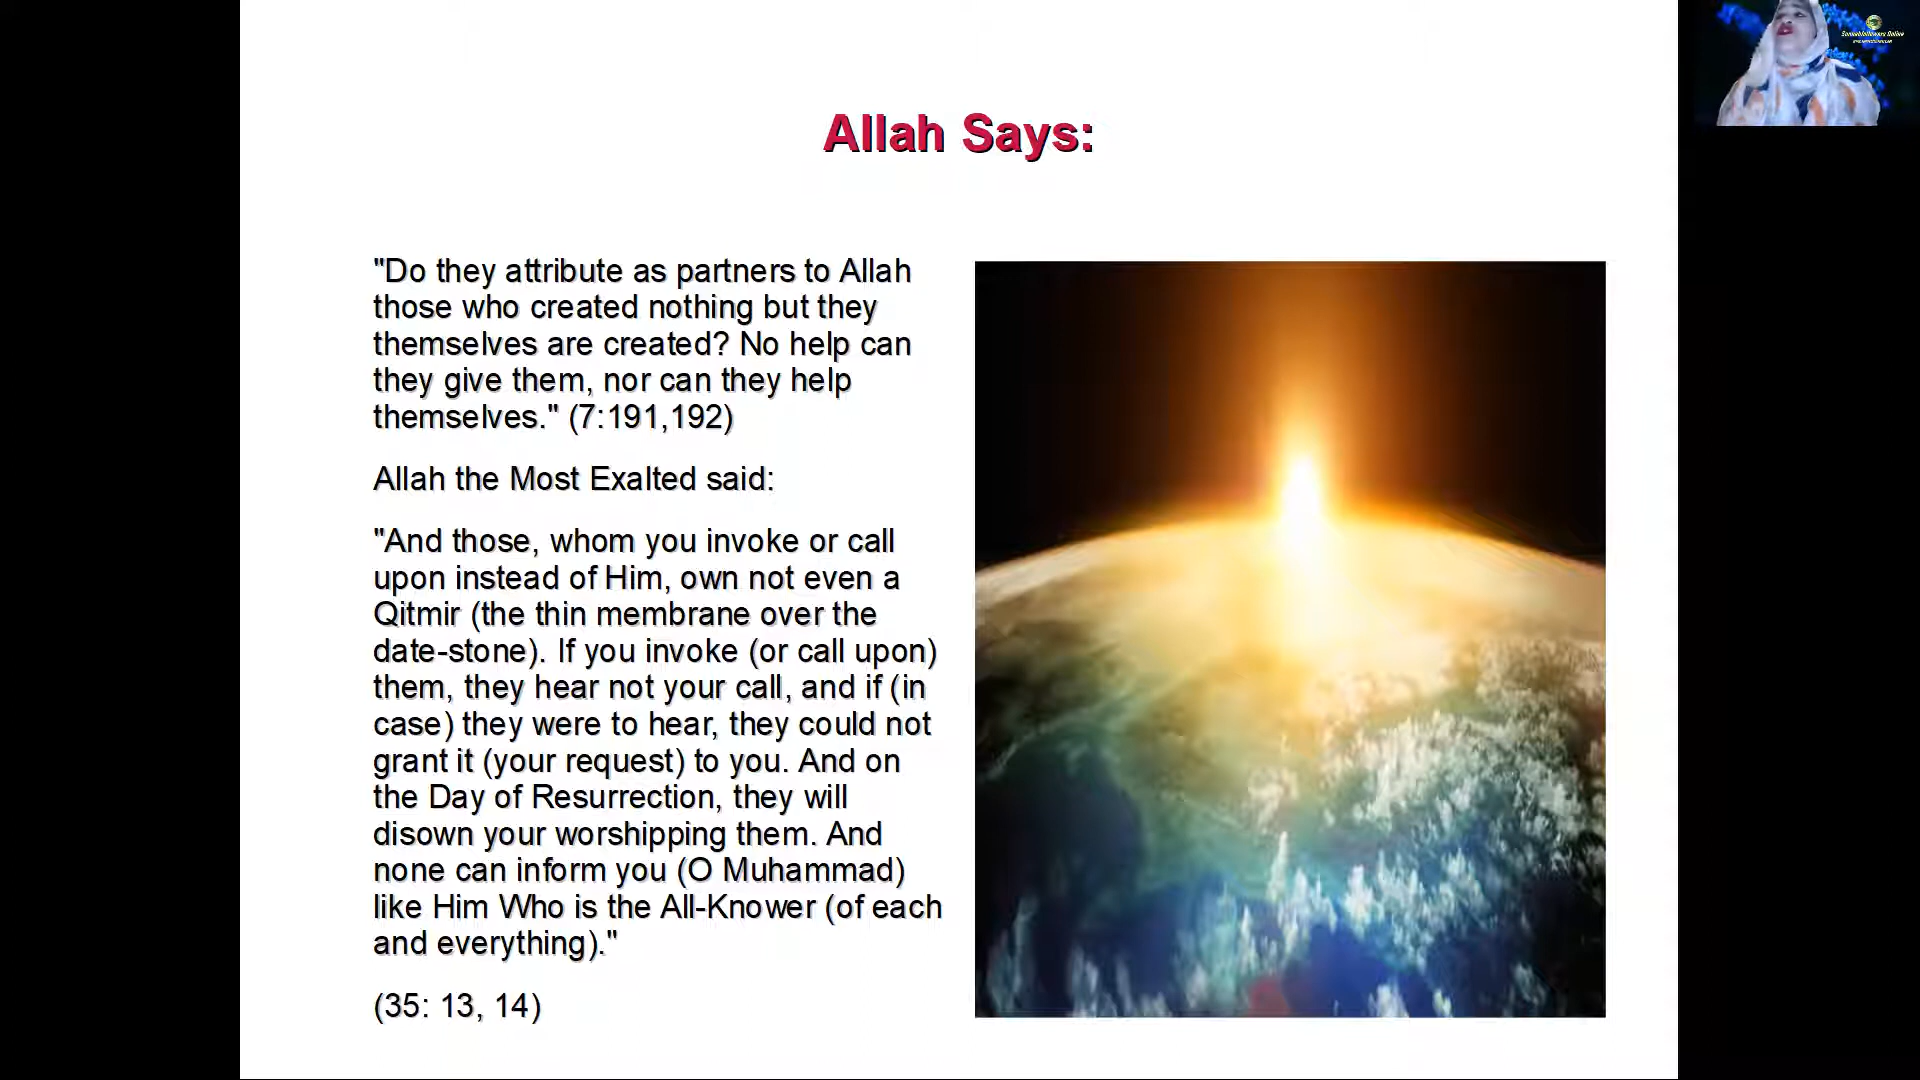 Allah Says:
"Do they attribute as partners to Allah
those who created nothing but they
themselves are created? No help can
they give them, nor can they help
themselves." (7:191,192)
Allah the Most Exalted said:
"And those, whom you invoke or call
upon instead of Him, own not even a
Qitmir (the thin membrane over the
date-stone). If you invoke (or call upon)
them, they hear not your call, and if (in
case) they were to hear, they could not
grant it (your request) to you. And on
the Day of Resurrection, they will
disown your worshipping them. And
none can inform you (O Muhammad)
like Him Who is the All-Knower (of each
and everything)."
(35: 13, 14)